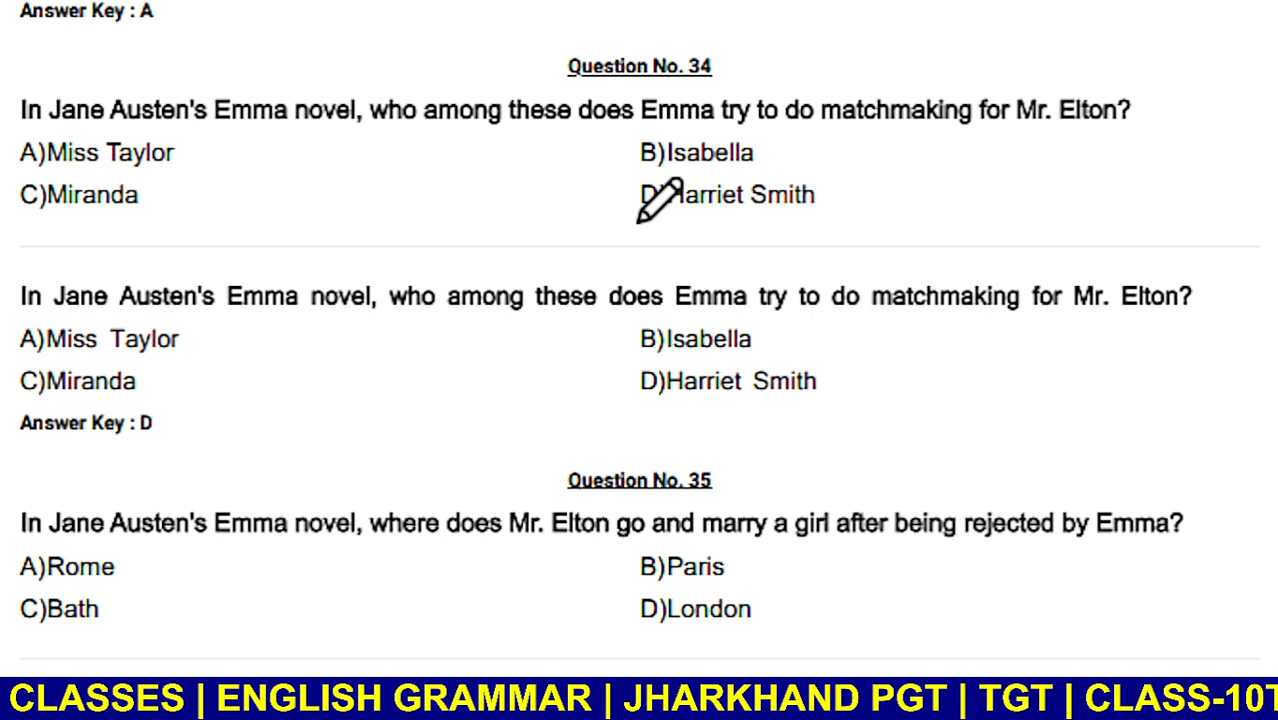 Answer Key : A
Question No. 34
In Jane Austen's Emma novel, who among these does Emma try to do matchmaking for Mr. Elton?
A)Miss Taylor B)Isabella
C)Miranda D)Harriet Smith
In Jane Austen's Emma novel, who among these does Emma try to do matchmaking for Mr. Elton?
A)Miss Taylor B)Isabella
C)Miranda D)Harriet Smith
Answer Key : D
Question No. 35
In Jane Austen's Emma novel, where does Mr. Elton go and marry a girl after being rejected by Emma?
A)Rome B)Paris
C)Bath D)London
CLASSES | ENGLISH GRAMMAR | JHARKHAND PGT | TGT | CLASS-10T